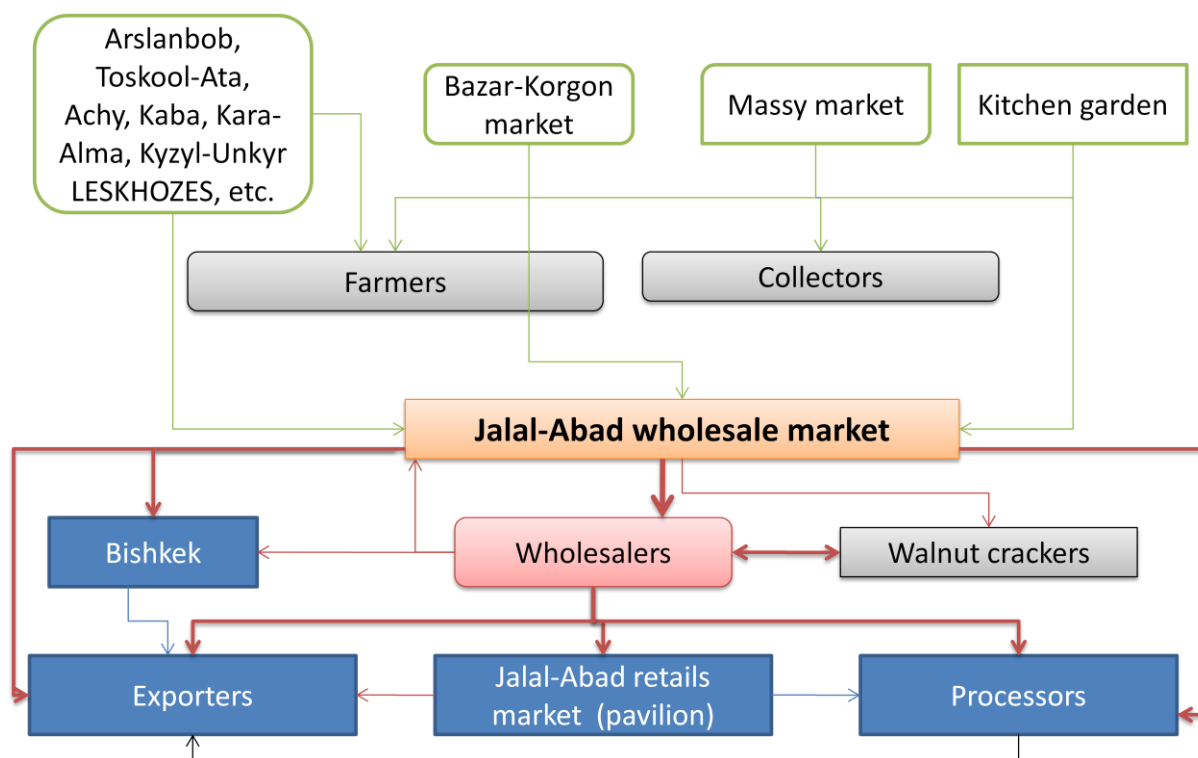 Arslanbob,
Toskool-Ata,
Achy, Kaba, Kara-
Alma, Kyzyl-Unkyr
LESKHOZES, etc.
Bazar-Korgon
market
Massy market
Kitchen garden
Farmers
Collectors
Jalal-Abad wholesale market
Bishkek
Wholesalers
Walnut crackers
Exporters
Jalal-Abad retails
market (pavilion)
Processors